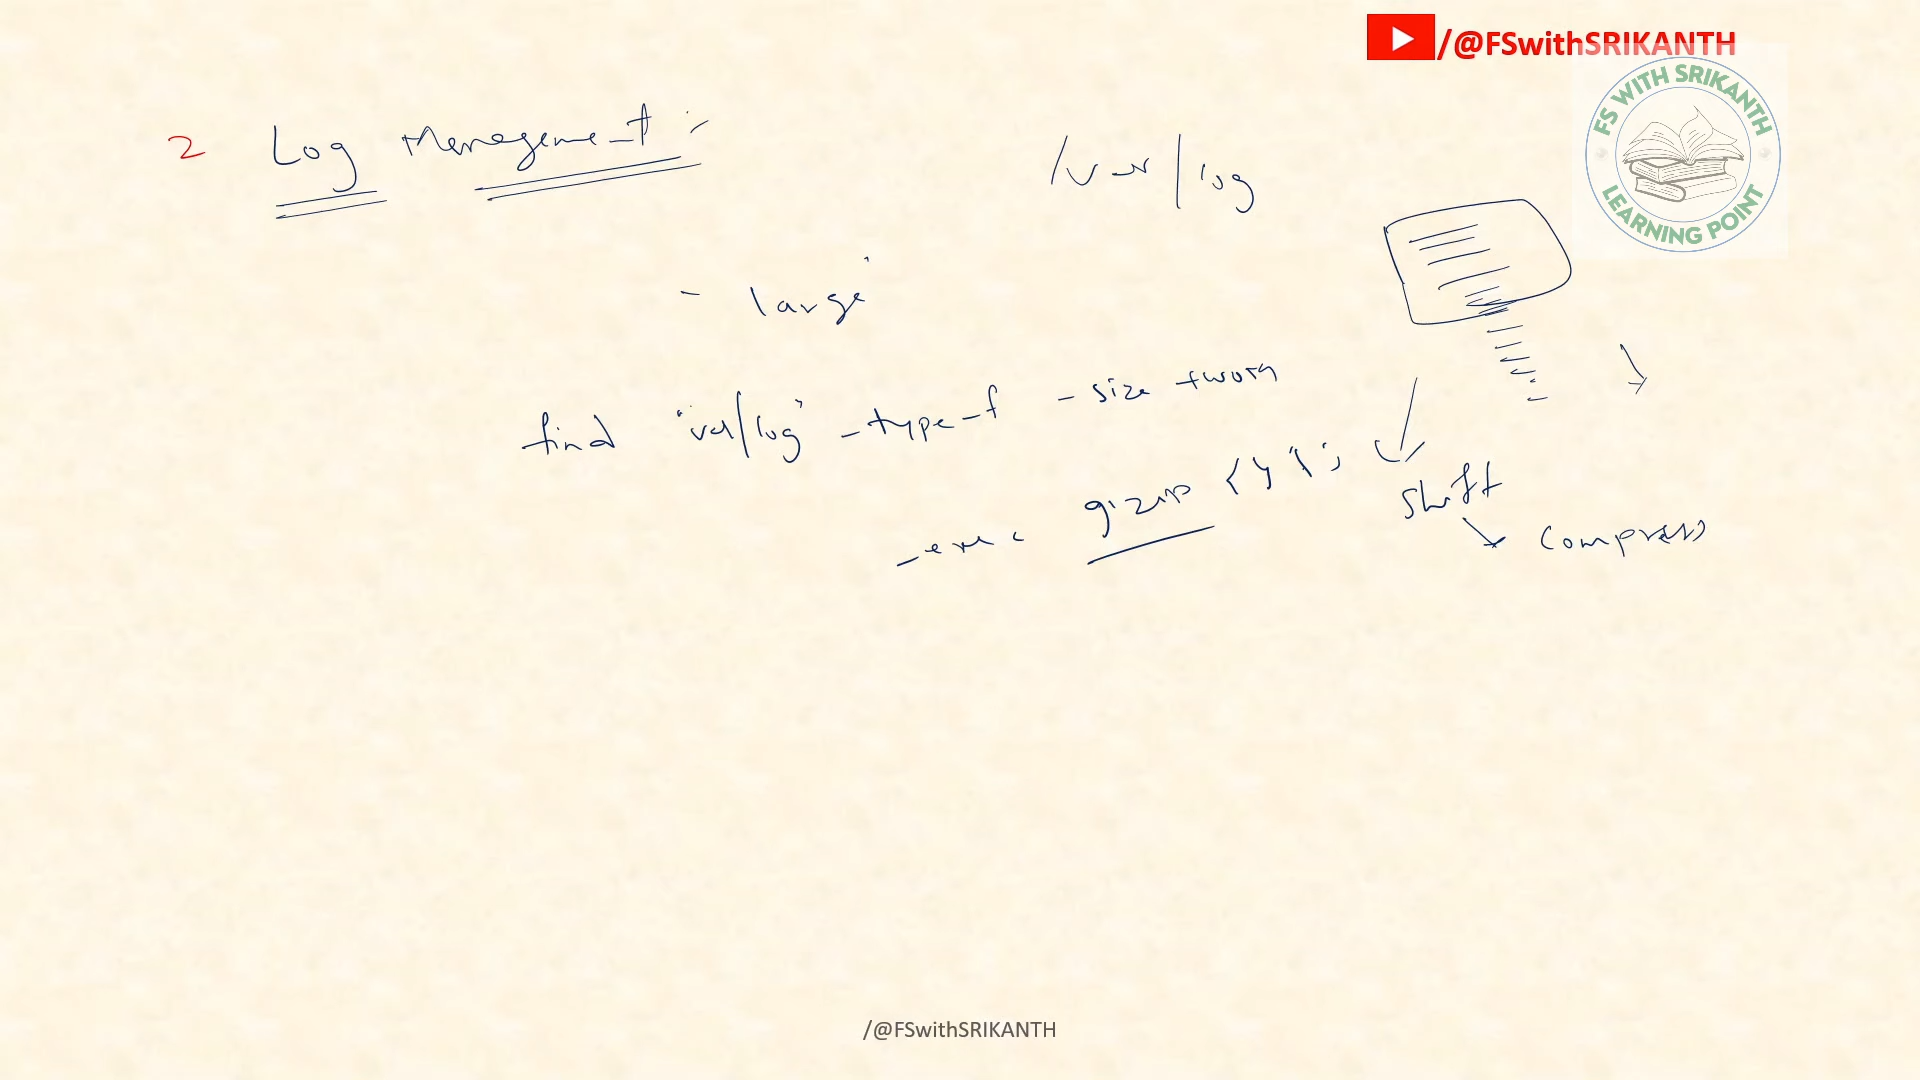 /@FSwithSRIKANTH
FS WITH SRIKANTH
LEARNING POINT
2 Log Management :-
/var/log
- large
find "var/log" -type -f -size
-exec gzip {} \;
Shift
Compress
/@FSwithSRIKANTH